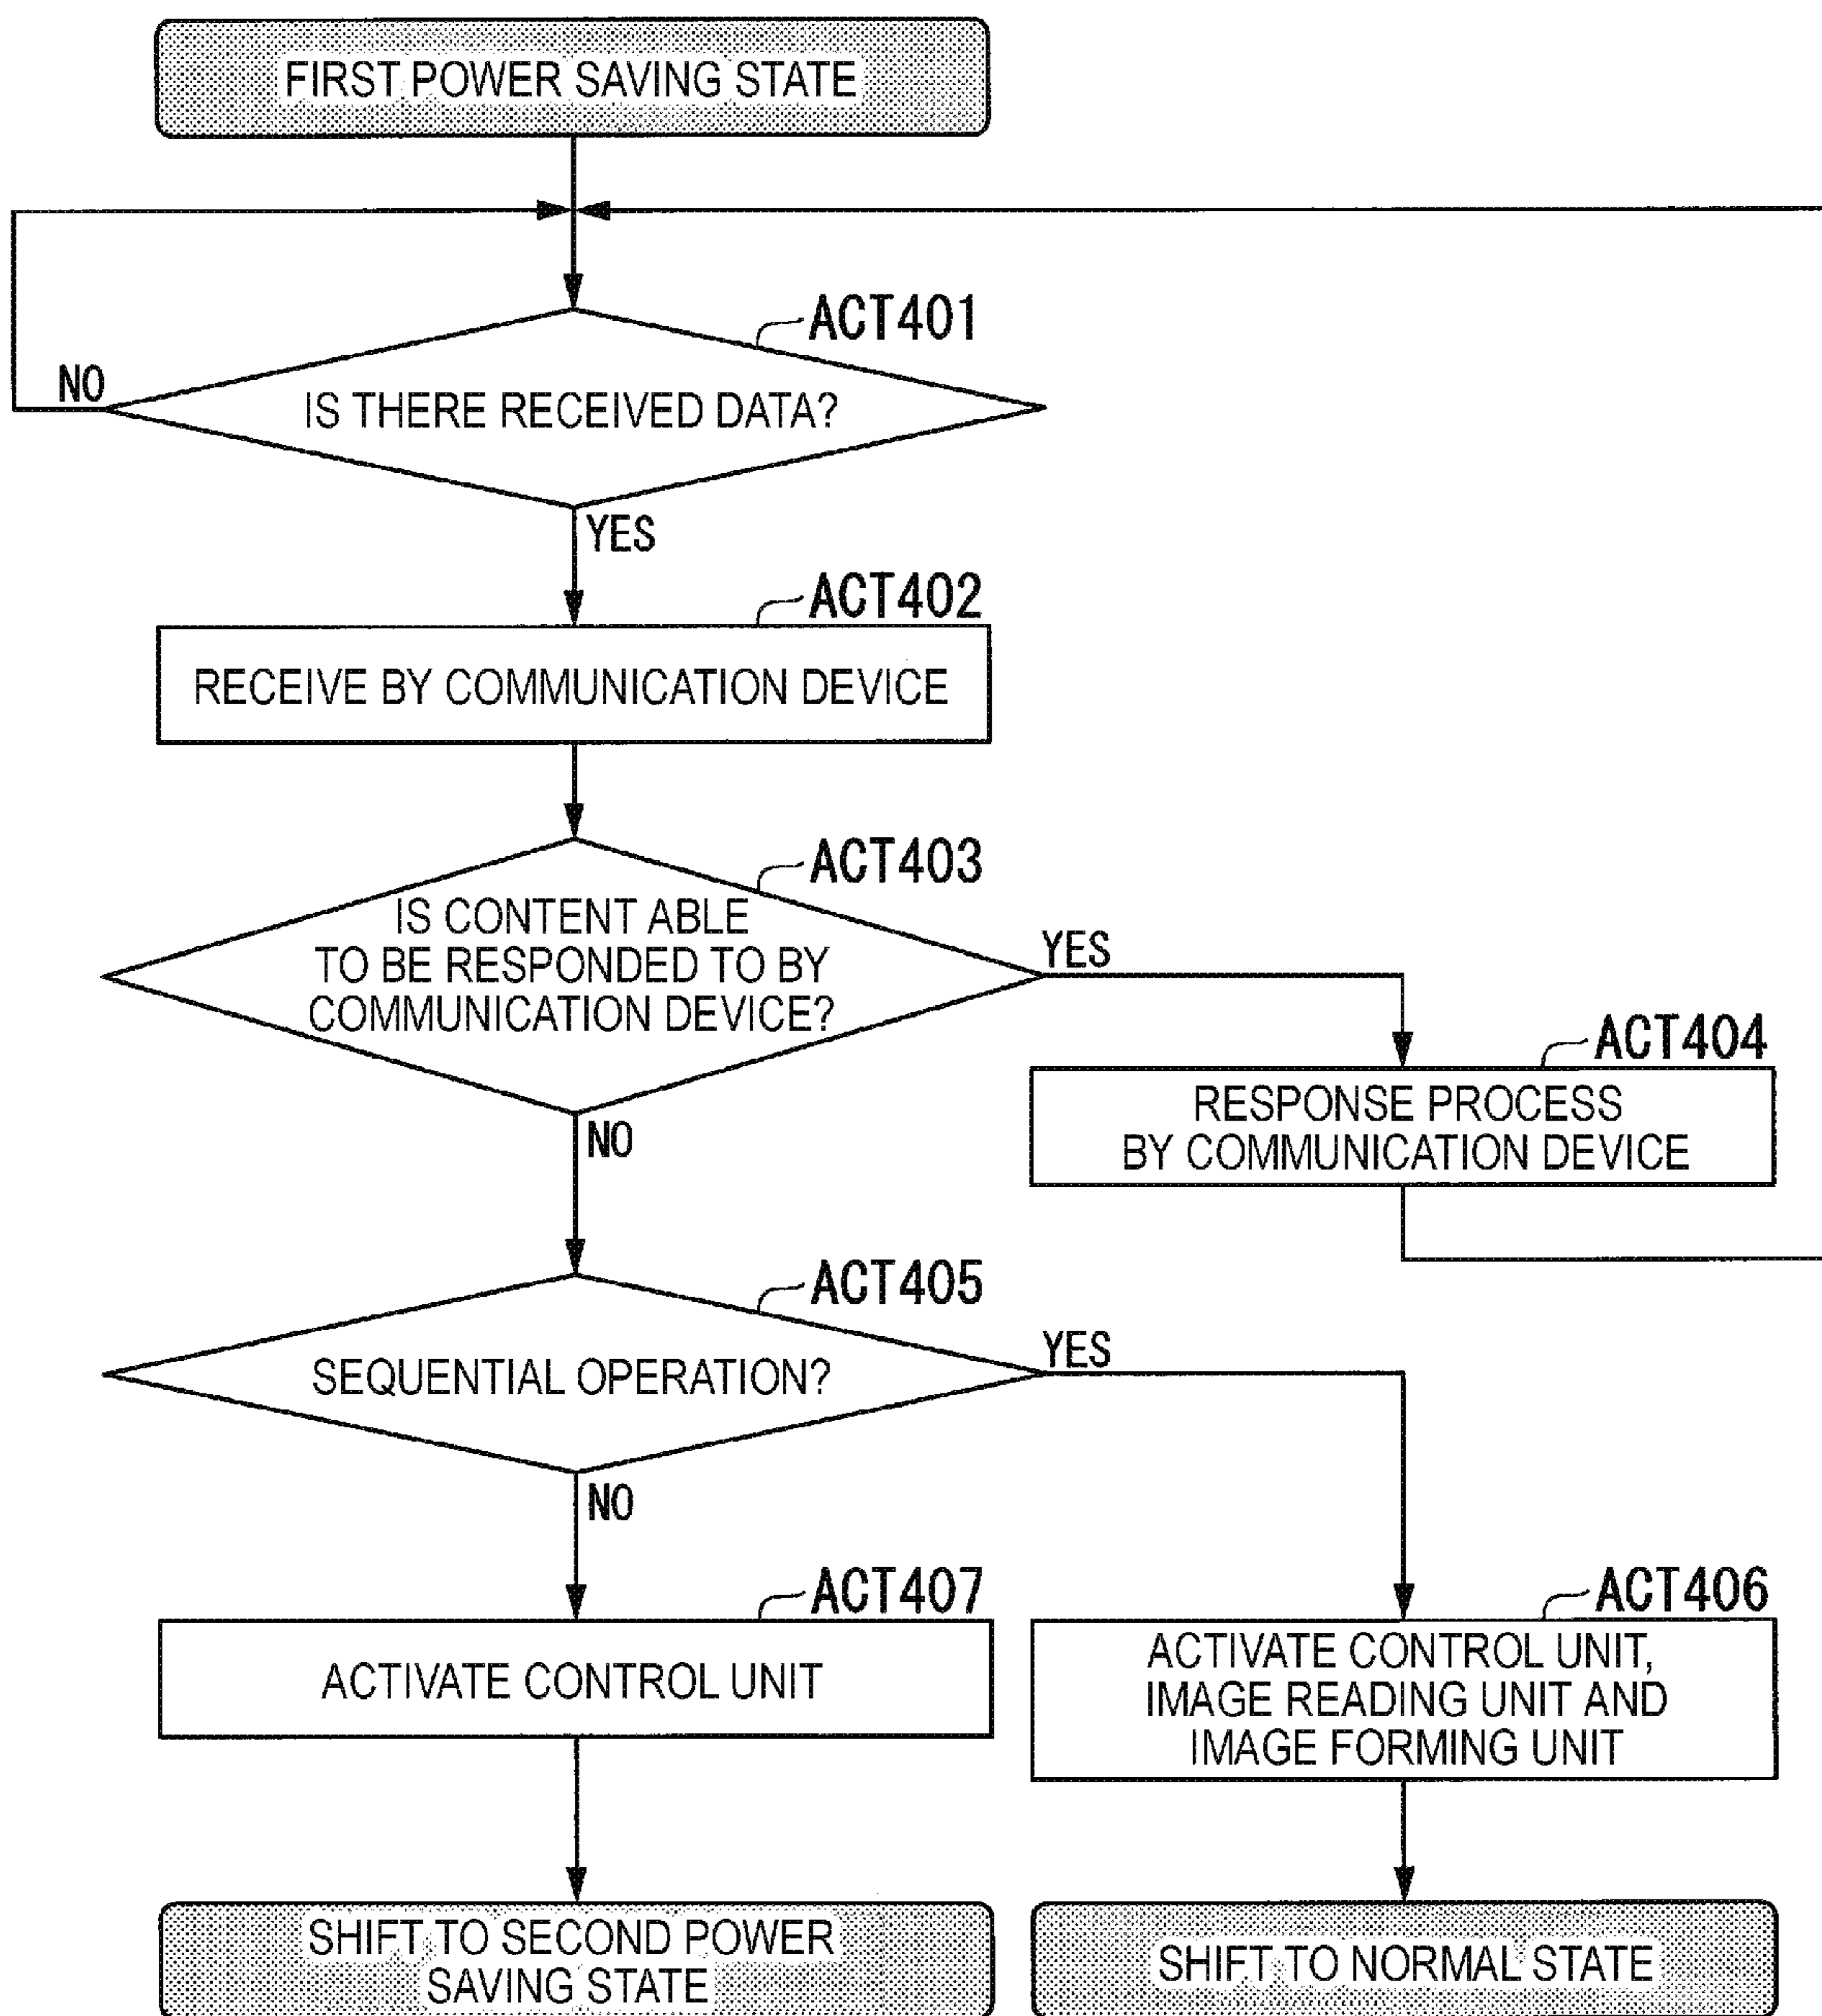 FIRST POWER SAVING STATE
ACT401
NO
IS THERE RECEIVED DATA?
YES
ACT402
RECEIVE BY COMMUNICATION DEVICE
ACT403
IS CONTENT ABLE
TO BE RESPONDED TO BY
COMMUNICATION DEVICE?
YES
ACT404
RESPONSE PROCESS
BY COMMUNICATION DEVICE
NO
ACT405
SEQUENTIAL OPERATION?
YES
NO
ACT407
ACTIVATE CONTROL UNIT
ACT406
ACTIVATE CONTROL UNIT,
IMAGE READING UNIT AND
IMAGE FORMING UNIT
SHIFT TO SECOND POWER
SAVING STATE
SHIFT TO NORMAL STATE